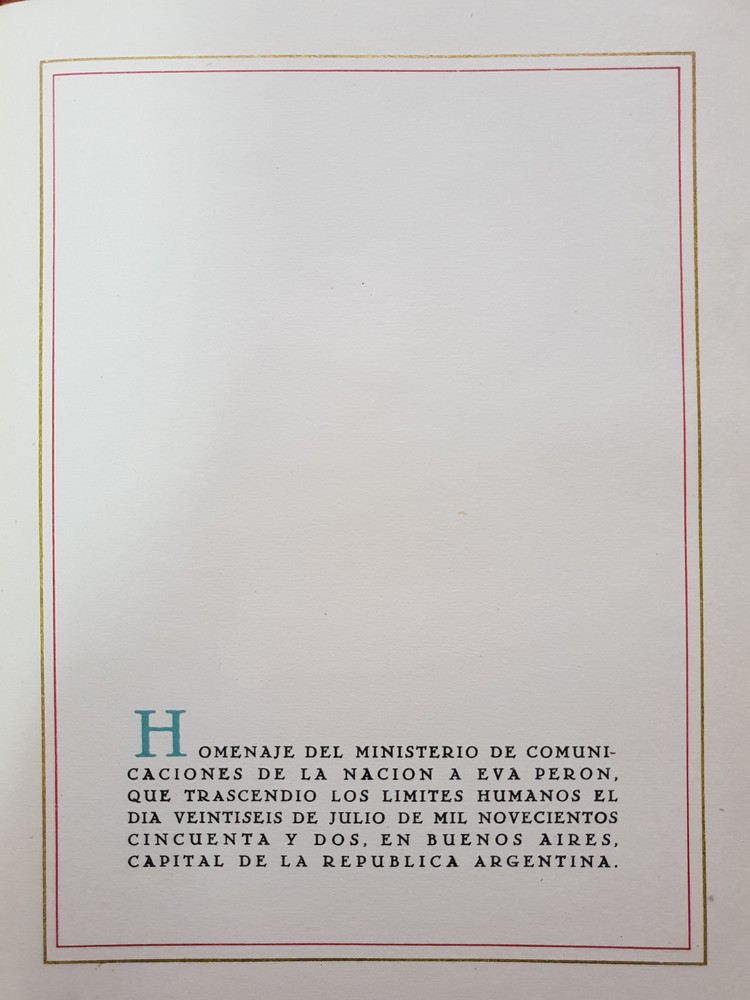 HOMENAJE DEL MINISTERIO DE COMUNI-
CACIONES DE LA NACION A EVA PERON,
QUE TRASCENDIO LOS LIMITES HUMANOS EL
DIA VEINTISEIS DE JULIO DE MIL NOVECIENTOS
CINCUENTA Y DOS, EN BUENOS AIRES,
CAPITAL DE LA REPUBLICA ARGENTINA.